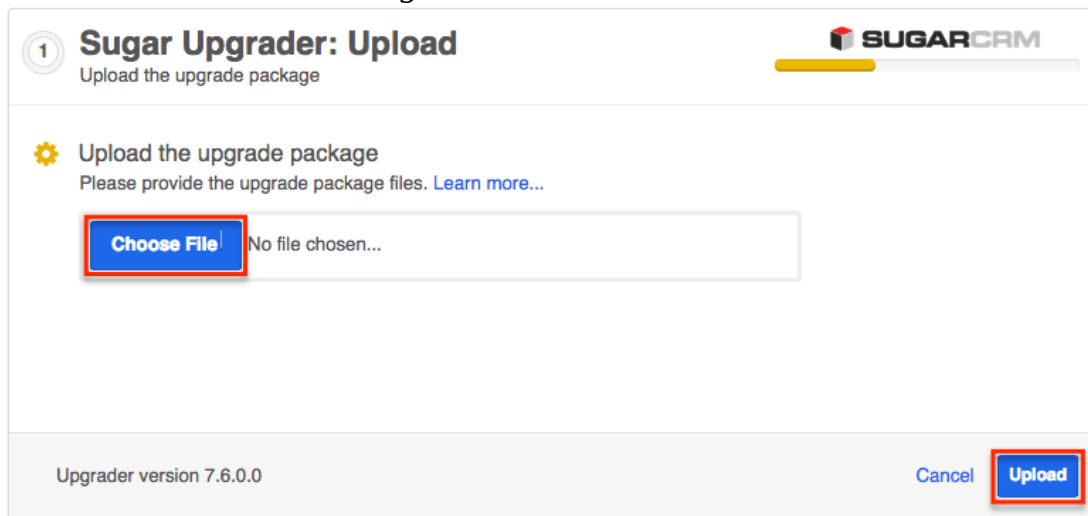 1 Sugar Upgrader: Upload
SUGARCRM
Upload the upgrade package
Upload the upgrade package
Please provide the upgrade package files. Learn more...
Choose File No file chosen...
Upgrader version 7.6.0.0
Cancel Upload